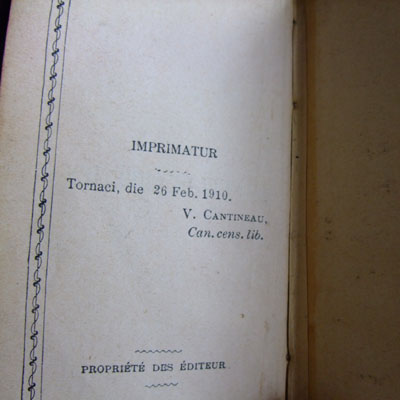 IMPRIMATUR
Tornaci, die 26 Feb. 1910.
V. CANTINEAU,
Can. cens. lib.
PROPRIÉTÉ DES ÉDITEUR